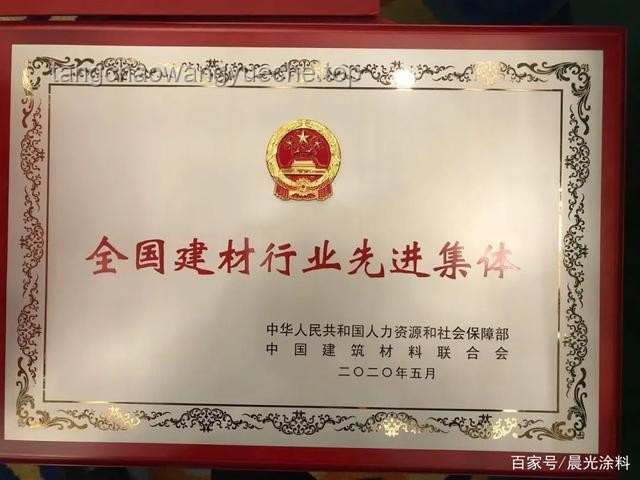 tangchaowangyueche.top
全国建材行业先进集体
中华人民共和国人力资源和社会保障部
中国建筑材料联合会
二〇二〇年五月
百家号/晨光涂料